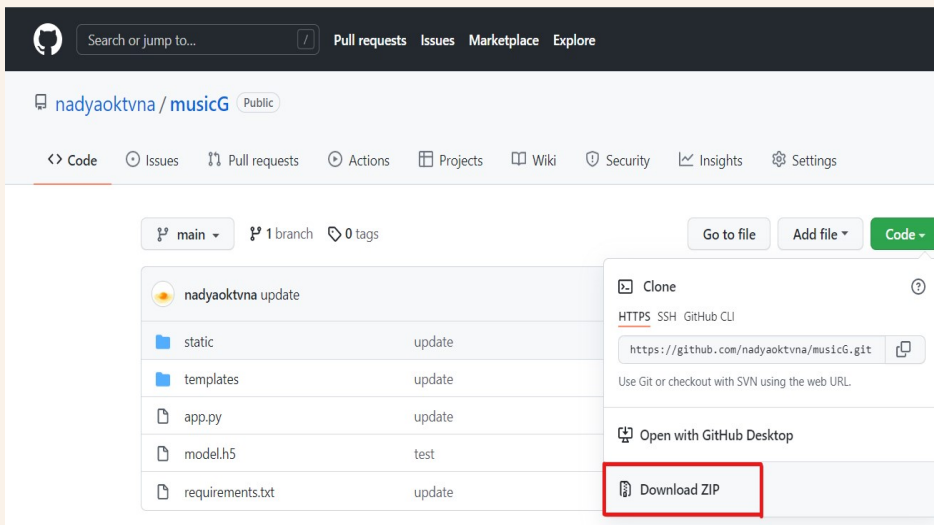 Search or jump to... / Pull requests Issues Marketplace Explore
nadyaoktvna / musicG Public
<> Code Issues Pull requests Actions Projects Wiki Security Insights Settings
main 1 branch 0 tags Go to file Add file Code
nadyaoktvna update
static update
templates update
app.py update
model.h5 test
requirements.txt update
Clone ?
HTTPS SSH GitHub CLI
https://github.com/nadyaoktvna/musicG.git
Use Git or checkout with SVN using the web URL.
Open with GitHub Desktop
Download ZIP